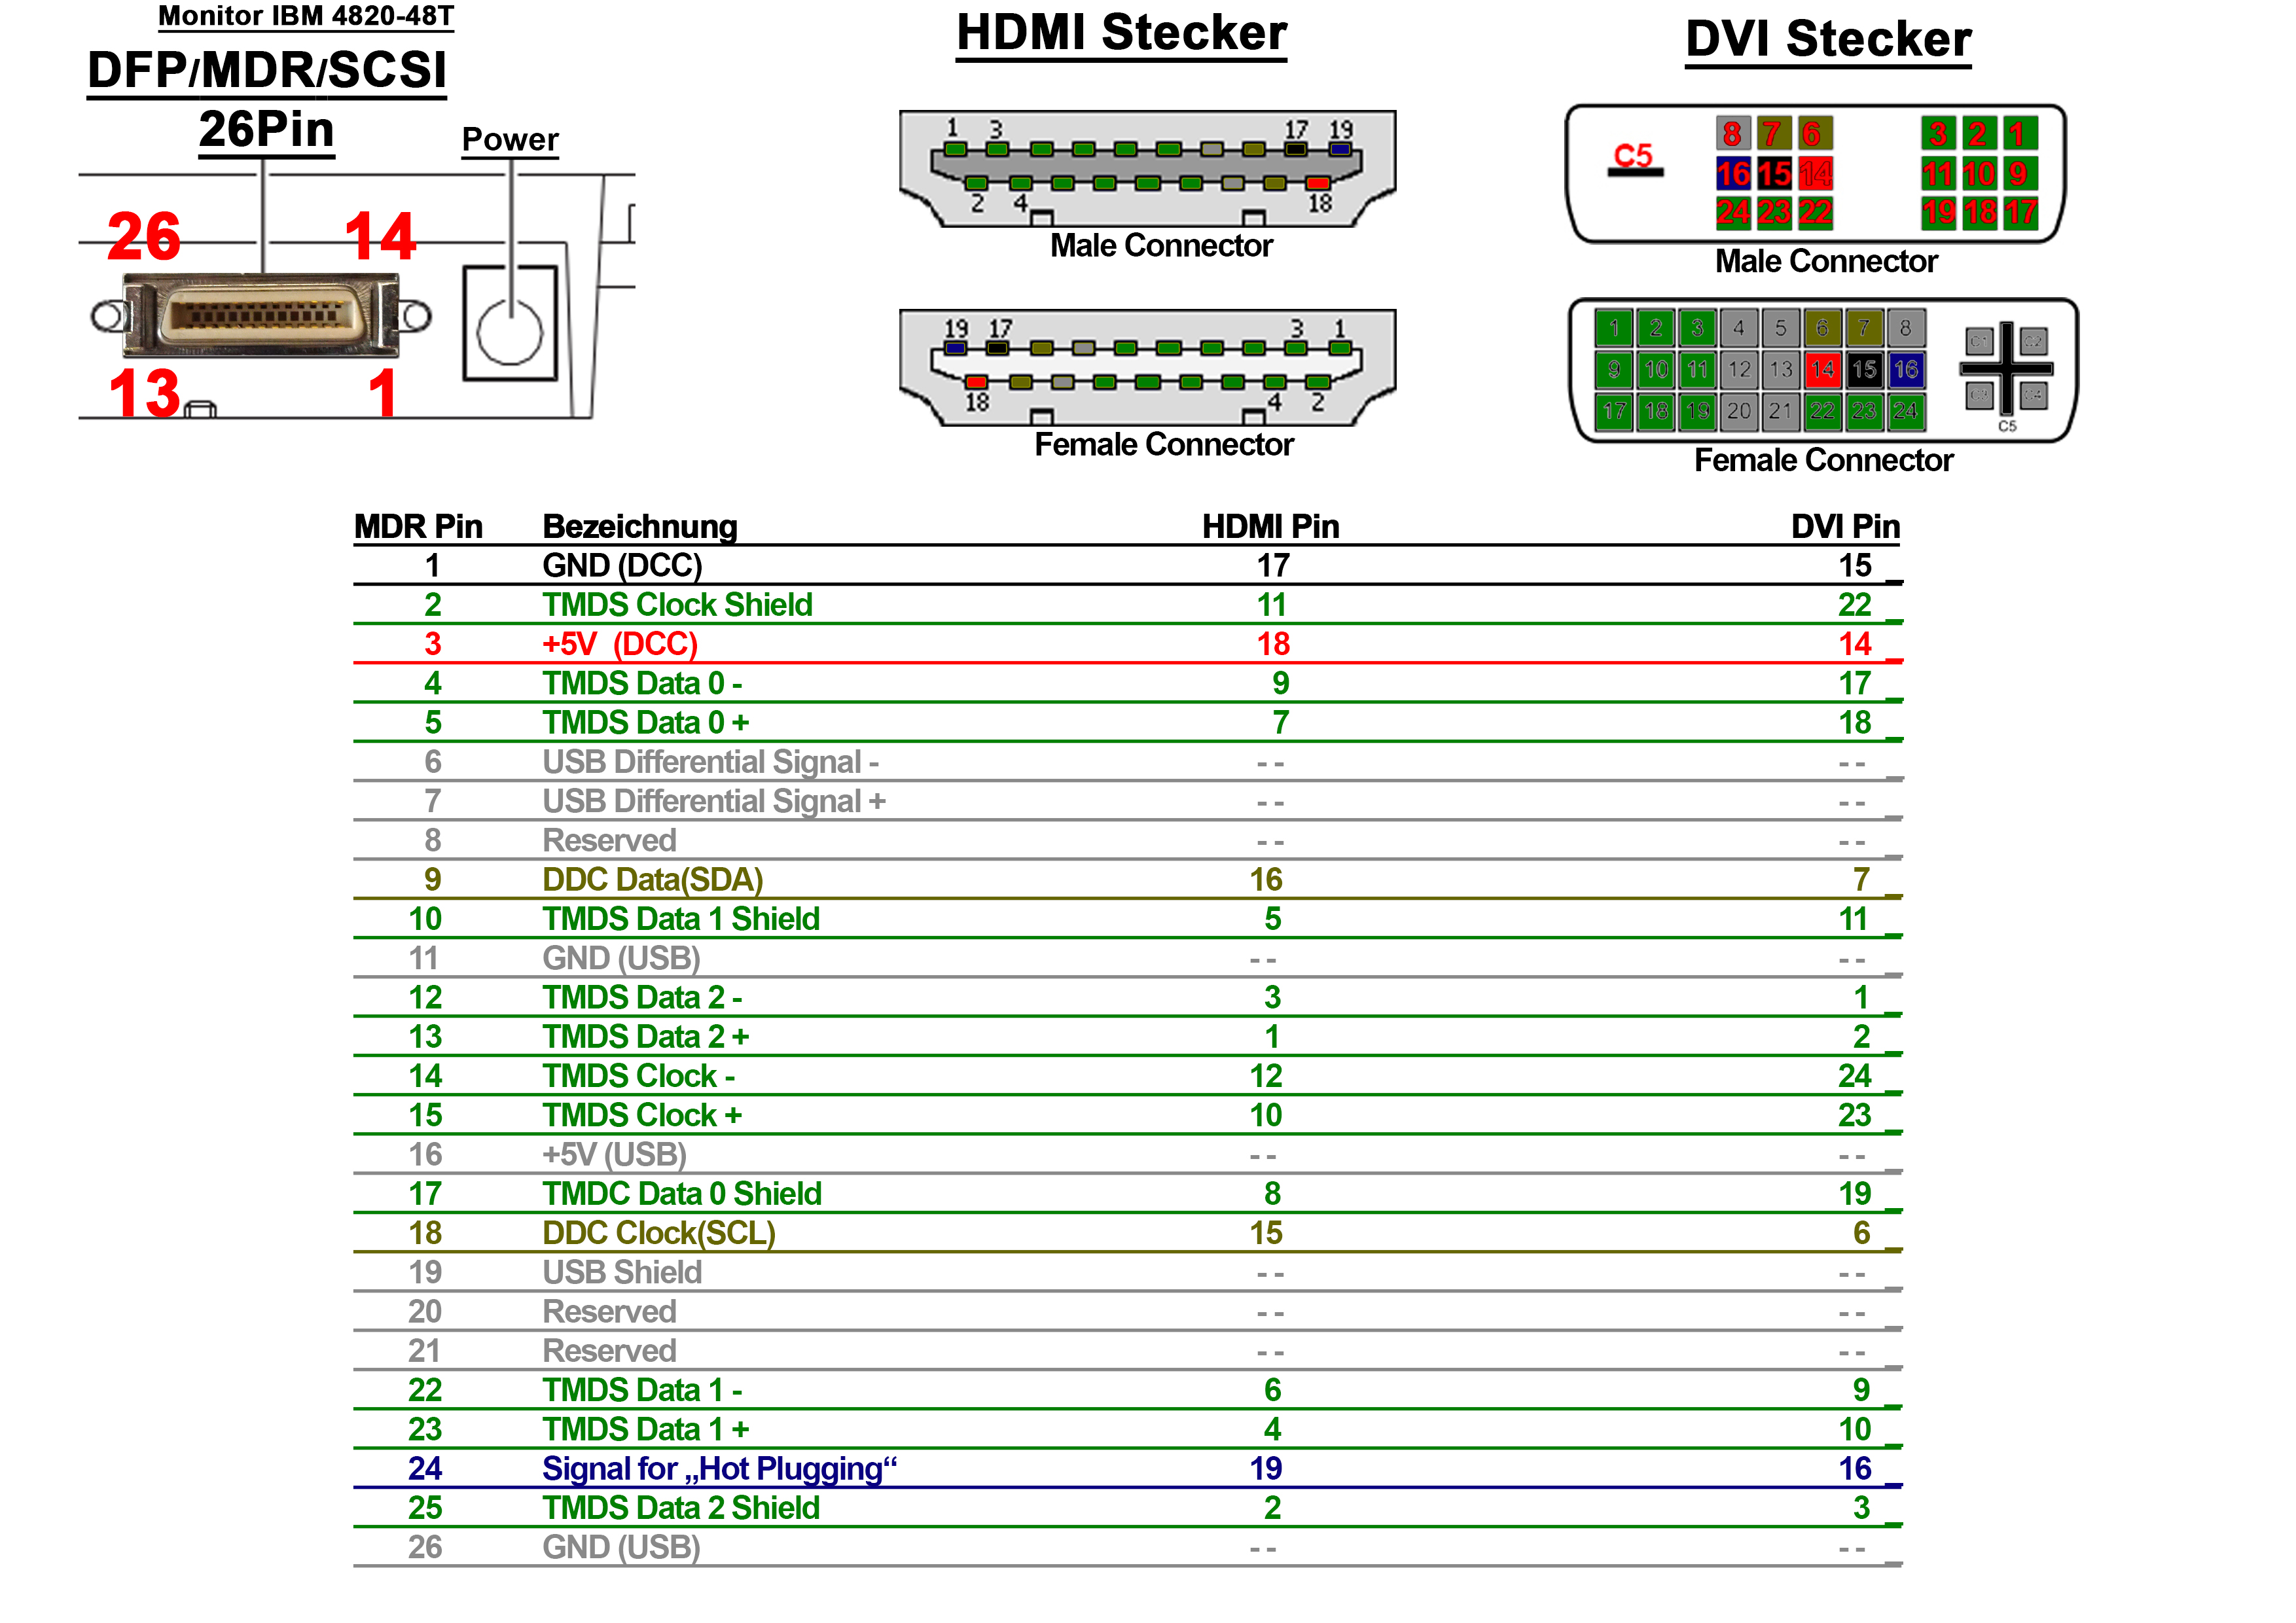 Monitor IBM 4820-48T
DFP/MDR/SCSI
26Pin
Power
26 14
13 1
HDMI Stecker
1 3 17 19
2 4 18
Male Connector
19 17 3 1
18 4 2
Female Connector
DVI Stecker
C5
8 7 6 3 2 1
16 15 14 11 10 9
24 23 22 19 18 17
Male Connector
1 2 3 4 5 6 7 8
C1 C2
9 10 11 12 13 14 15 16
17 18 19 20 21 22 23 24
C3 C4
C5
Female Connector
MDR Pin Bezeichnung HDMI Pin DVI Pin
1 GND (DCC) 17 15 _
2 TMDS Clock Shield 11 22 _
3 +5V (DCC) 18 14 _
4 TMDS Data 0 - 9 17 _
5 TMDS Data 0 + 7 18 _
6 USB Differential Signal - - - - - _
7 USB Differential Signal + - - - - _
8 Reserved - - - - _
9 DDC Data(SDA) 16 7 _
10 TMDS Data 1 Shield 5 11 _
11 GND (USB) - - - - _
12 TMDS Data 2 - 3 1 _
13 TMDS Data 2 + 1 2 _
14 TMDS Clock - 12 24 _
15 TMDS Clock + 10 23 _
16 +5V (USB) - - - - _
17 TMDC Data 0 Shield 8 19 _
18 DDC Clock(SCL) 15 6 _
19 USB Shield - - - - _
20 Reserved - - - - _
21 Reserved - - - - _
22 TMDS Data 1 - 6 9 _
23 TMDS Data 1 + 4 10 _
24 Signal for „Hot Plugging“ 19 16 _
25 TMDS Data 2 Shield 2 3 _
26 GND (USB) - - - - _